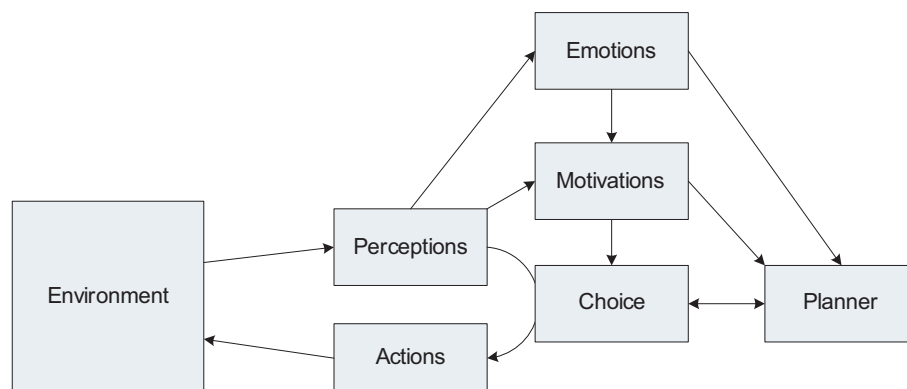 Emotions
Motivations
Perceptions
Environment
Choice
Planner
Actions